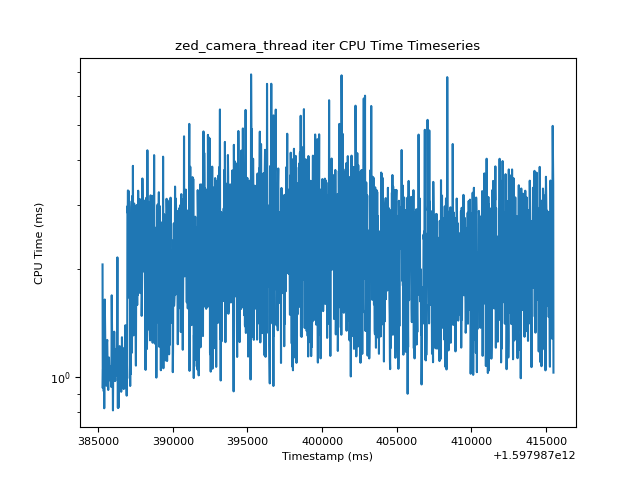 zed_camera_thread iter CPU Time Timeseries
CPU Time (ms)
10⁰
385000 390000 395000 400000 405000 410000 415000
Timestamp (ms)
+1.597987e12